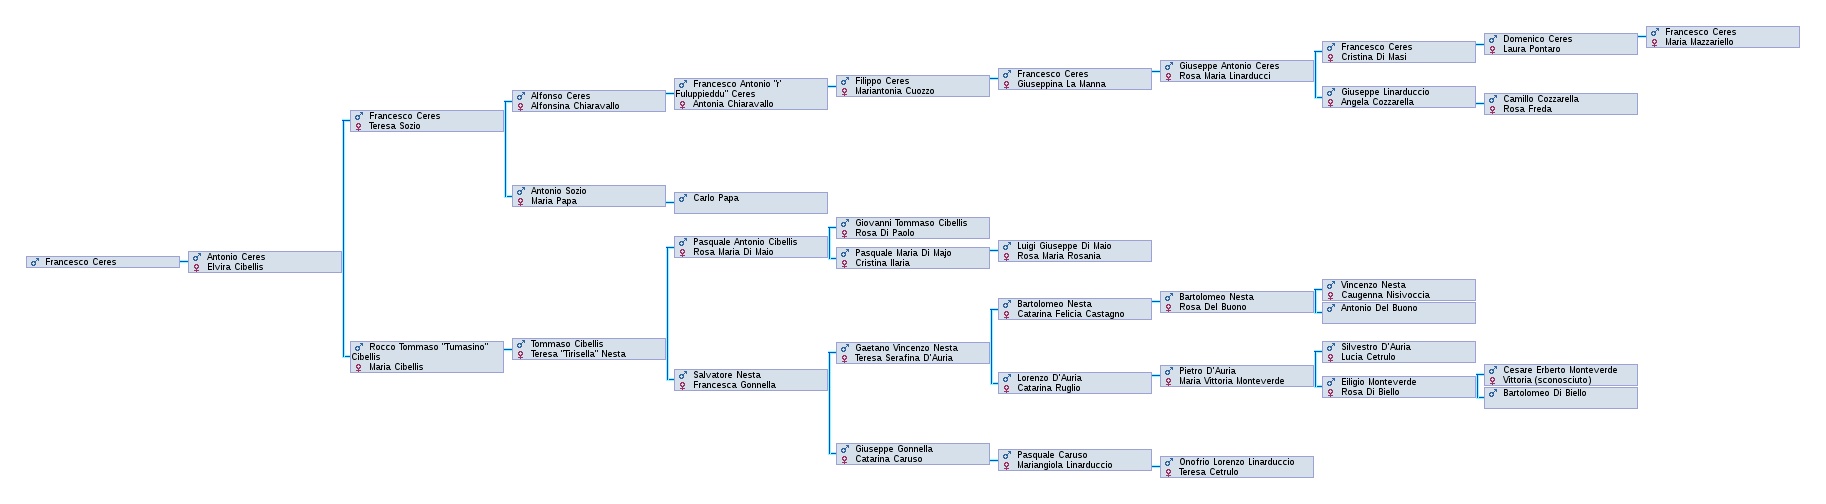 Francesco Ceres
Antonio Ceres
Elvira Cibellis
Francesco Ceres
Teresa Sozio
Rocco Tommaso "Tumasino"
Cibellis
Maria Cibellis
Alfonso Ceres
Alfonsina Chiaravallo
Antonio Sozio
Maria Papa
Tommaso Cibellis
Teresa "Tirisella" Nesta
Francesco Antonio "r'
Fuluppieddu" Ceres
Antonia Chiaravallo
Carlo Papa
Pasquale Antonio Cibellis
Rosa Maria Di Maio
Salvatore Nesta
Francesca Gonnella
Filippo Ceres
Mariantonia Cuozzo
Giovanni Tommaso Cibellis
Rosa Di Paolo
Pasquale Maria Di Majo
Cristina Ilaria
Gaetano Vincenzo Nesta
Teresa Serafina D'Auria
Giuseppe Gonnella
Catarina Caruso
Francesco Ceres
Giuseppina La Manna
Luigi Giuseppe Di Maio
Rosa Maria Rosania
Bartolomeo Nesta
Catarina Felicia Castagno
Lorenzo D'Auria
Catarina Ruglio
Pasquale Caruso
Mariangiola Linarduccio
Giuseppe Antonio Ceres
Rosa Maria Linarducci
Bartolomeo Nesta
Rosa Del Buono
Pietro D'Auria
Maria Vittoria Monteverde
Onofrio Lorenzo Linarduccio
Teresa Cetrulo
Francesco Ceres
Cristina Di Masi
Giuseppe Linarduccio
Angela Cozzarella
Vincenzo Nesta
Caugenna Nisivoccia
Antonio Del Buono
Silvestro D'Auria
Lucia Cetrulo
Eiligio Monteverde
Rosa Di Biello
Domenico Ceres
Laura Pontaro
Camillo Cozzarella
Rosa Freda
Cesare Erberto Monteverde
Vittoria (sconosciuto)
Bartolomeo Di Biello
Francesco Ceres
Maria Mazzariello